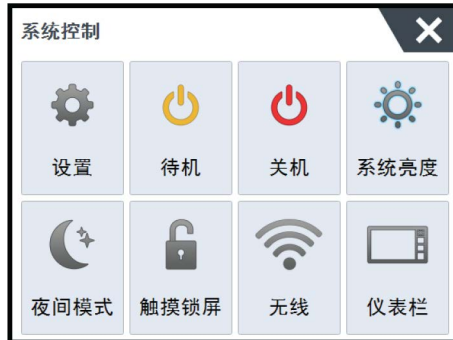 系统控制
设置 待机 关机 系统亮度
夜间模式 触摸锁屏 无线 仪表栏